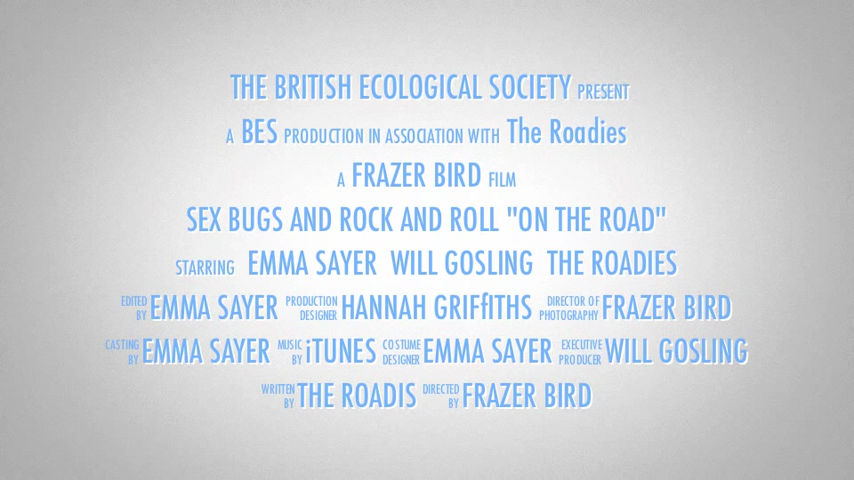 THE BRITISH ECOLOGICAL SOCIETY PRESENT
A BES PRODUCTION IN ASSOCIATION WITH The Roadies
A FRAZER BIRD FILM
SEX BUGS AND ROCK AND ROLL "ON THE ROAD"
STARRING EMMA SAYER WILL GOSLING THE ROADIES
EDITED BY EMMA SAYER PRODUCTION DESIGNER HANNAH GRIFfITHS DIRECTOR OF PHOTOGRAPHY FRAZER BIRD
CASTING BY EMMA SAYER MUSIC BY iTUNES COSTUME DESIGNER EMMA SAYER EXECUTIVE PRODUCER WILL GOSLING
WRITTEN BY THE ROADIS DIRECTED BY FRAZER BIRD